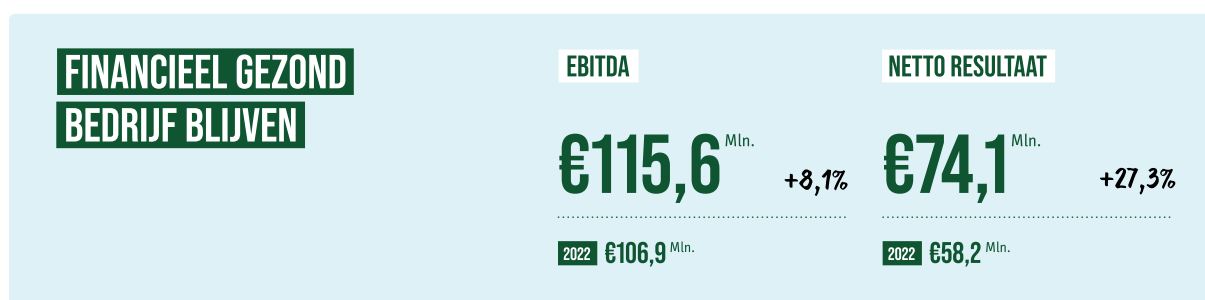 FINANCIEEL GEZOND
BEDRIJF BLIJVEN
EBITDA
€115,6 Mln.
+8,1%
2022 €106,9 Mln.
NETTO RESULTAAT
€74,1 Mln.
+27,3%
2022 €58,2 Mln.